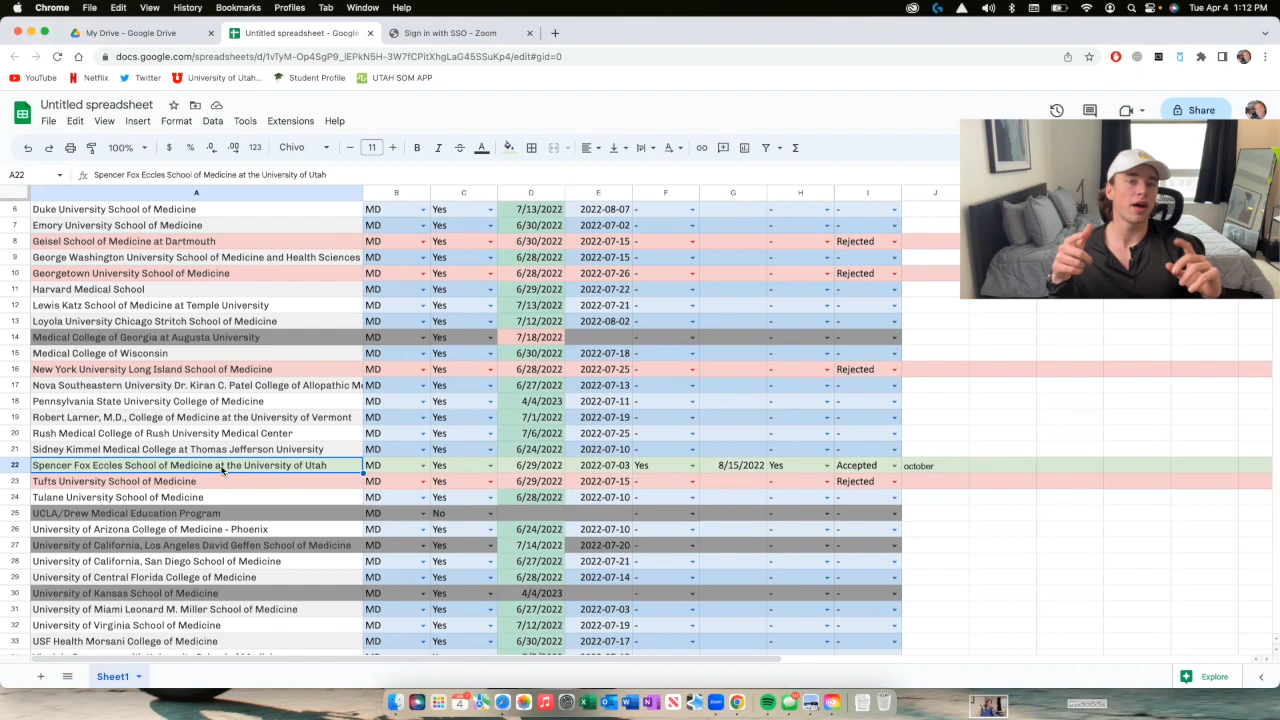 Chrome File Edit View History Bookmarks Profiles Tab Window Help Tue Apr 4 1:12 PM
My Drive - Google Drive Untitled spreadsheet - Google Sign in with SSO - Zoom
docs.google.com/spreadsheets/d/1vTyM-Op4SgP9_lEPkN5H-3W7fCPitXhgLaG45SSuKp4/edit#gid=0
YouTube Netflix Twitter University of Utah... Student Profile UTAH SOM APP
Untitled spreadsheet
File Edit View Insert Format Data Tools Extensions Help Share
100% $ % .0 .00 123 Chivo 11 B I A
A22 Spencer Fox Eccles School of Medicine at the University of Utah
A B C D E F G H I J
6 Duke University School of Medicine MD Yes 7/13/2022 2022-08-07 - - - -
7 Emory University School of Medicine MD Yes 6/30/2022 2022-07-02 - - - -
8 Geisel School of Medicine at Dartmouth MD Yes 6/30/2022 2022-07-15 - - - Rejected
9 George Washington University School of Medicine and Health Sciences MD Yes 6/28/2022 2022-07-15 - - - -
10 Georgetown University School of Medicine MD Yes 6/28/2022 2022-07-26 - - - Rejected
11 Harvard Medical School MD Yes 6/29/2022 2022-07-22 - - - -
12 Lewis Katz School of Medicine at Temple University MD Yes 7/13/2022 2022-07-21 - - - -
13 Loyola University Chicago Stritch School of Medicine MD Yes 7/12/2022 2022-08-02 - - - -
14 Medical College of Georgia at Augusta University MD Yes 7/18/2022 - - - -
15 Medical College of Wisconsin MD Yes 6/30/2022 2022-07-18 - - - -
16 New York University Long Island School of Medicine MD Yes 6/28/2022 2022-07-25 - - - Rejected
17 Nova Southeastern University Dr. Kiran C. Patel College of Allopathic Me MD Yes 6/27/2022 2022-07-13 - - - -
18 Pennsylvania State University College of Medicine MD Yes 4/4/2023 2022-07-11 - - - -
19 Robert Larner, M.D., College of Medicine at the University of Vermont MD Yes 7/1/2022 2022-07-19 - - - -
20 Rush Medical College of Rush University Medical Center MD Yes 7/6/2022 2022-07-25 - - - -
21 Sidney Kimmel Medical College at Thomas Jefferson University MD Yes 6/24/2022 2022-07-10 - - - -
22 Spencer Fox Eccles School of Medicine at the University of Utah MD Yes 6/29/2022 2022-07-03 Yes 8/15/2022 Yes Accepted october
23 Tufts University School of Medicine MD Yes 6/29/2022 2022-07-15 - - - Rejected
24 Tulane University School of Medicine MD Yes 6/28/2022 2022-07-10 - - - -
25 UCLA/Drew Medical Education Program MD No - - - -
26 University of Arizona College of Medicine - Phoenix MD Yes 6/24/2022 2022-07-10 - - - -
27 University of California, Los Angeles David Geffen School of Medicine MD Yes 7/14/2022 2022-07-20 - - - -
28 University of California, San Diego School of Medicine MD Yes 6/27/2022 2022-07-21 - - - -
29 University of Central Florida College of Medicine MD Yes 6/28/2022 2022-07-14 - - - -
30 University of Kansas School of Medicine MD Yes 4/4/2023 - - - -
31 University of Miami Leonard M. Miller School of Medicine MD Yes 6/27/2022 2022-07-03 - - - -
32 University of Virginia School of Medicine MD Yes 7/12/2022 2022-07-19 - - - -
33 USF Health Morsani College of Medicine MD Yes 6/30/2022 2022-07-17 - - - -
Sheet1 Explore